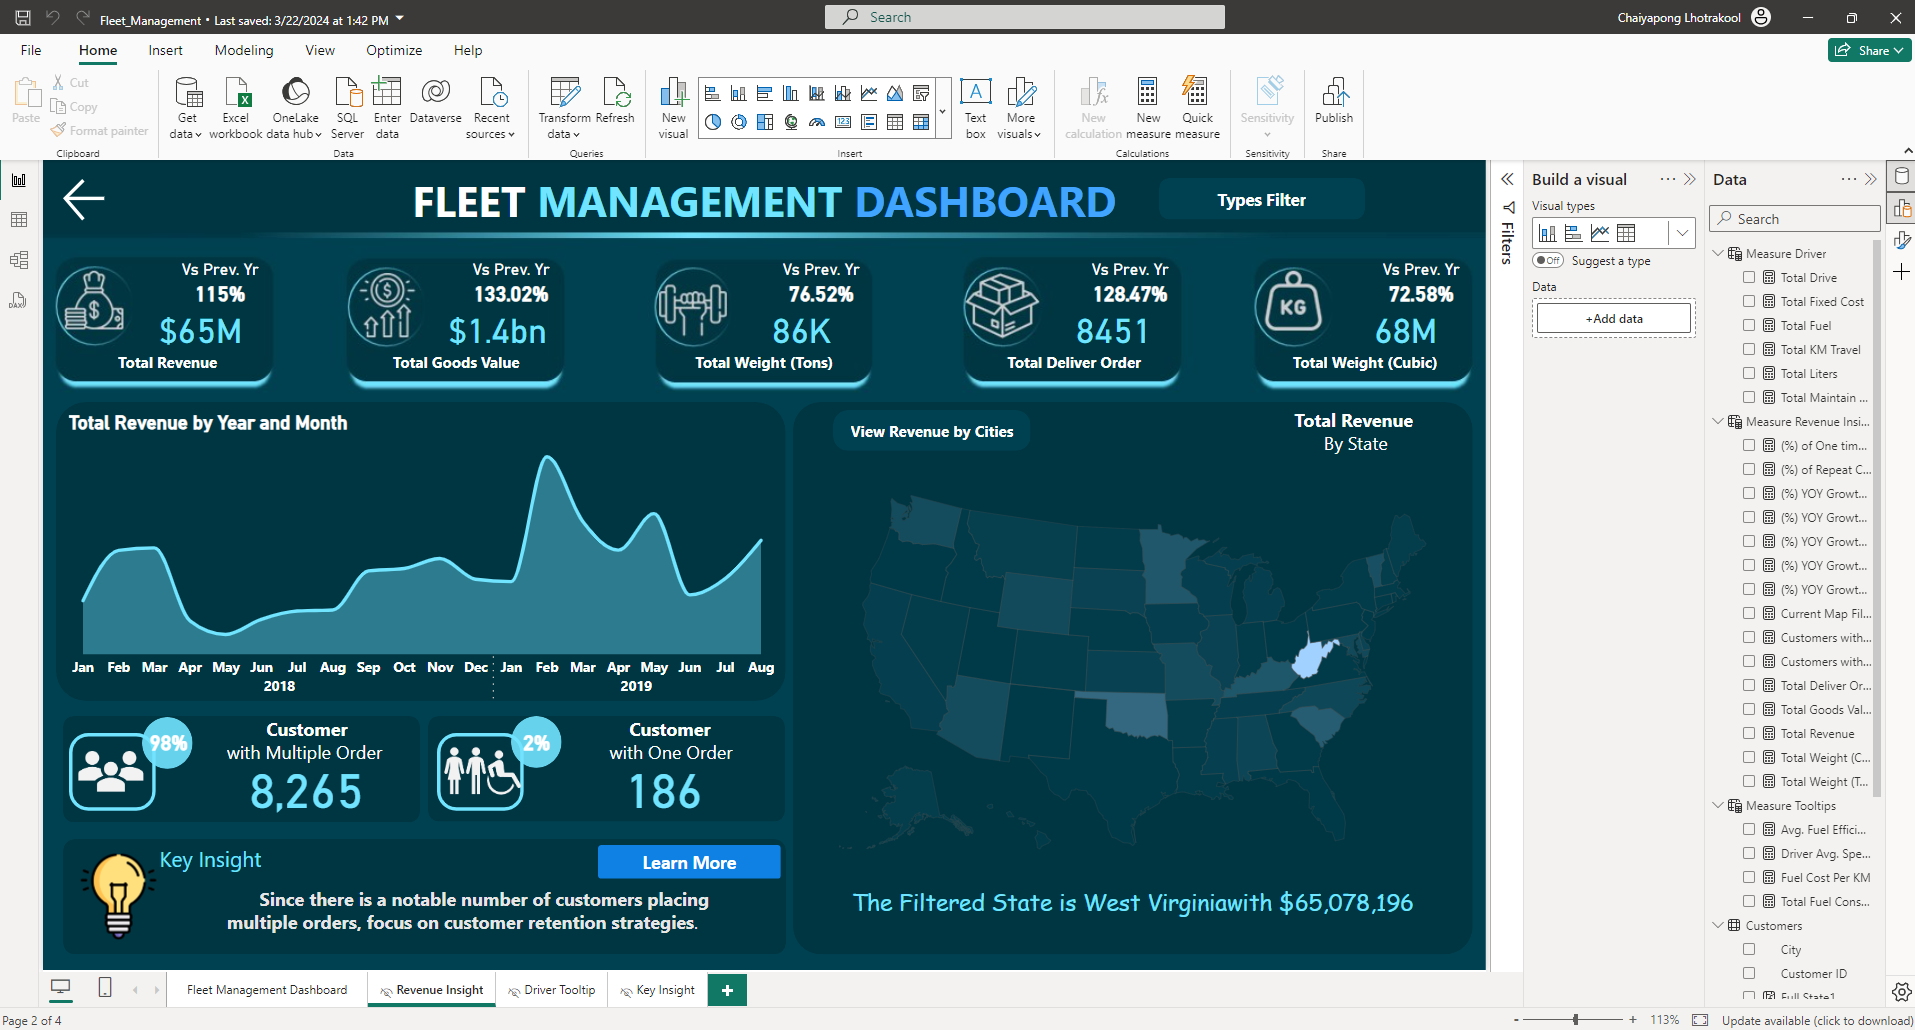 Fleet_Management • Last saved: 3/22/2024 at 1:42 PM
Search
Chaiyapong Lhotrakool
File Home Insert Modeling View Optimize Help
Share
Paste
Cut
Copy
Format painter
Clipboard
Get data
Excel workbook
OneLake data hub
SQL Server
Enter data
Dataverse
Recent sources
Data
Transform data
Refresh
Queries
New visual
Insert
Text box
More visuals
New calculation
New measure
Quick measure
Calculations
Sensitivity
Sensitivity
Publish
Share
FLEET MANAGEMENT DASHBOARD
Types Filter
Vs Prev. Yr
115%
$65M
Total Revenue
Vs Prev. Yr
133.02%
$1.4bn
Total Goods Value
Vs Prev. Yr
76.52%
86K
Total Weight (Tons)
Vs Prev. Yr
128.47%
8451
Total Deliver Order
KG
Vs Prev. Yr
72.58%
68M
Total Weight (Cubic)
Total Revenue by Year and Month
Jan Feb Mar Apr May Jun Jul Aug Sep Oct Nov Dec Jan Feb Mar Apr May Jun Jul Aug
2018 2019
View Revenue by Cities
Total Revenue
By State
98%
Customer
with Multiple Order
8,265
2%
Customer
with One Order
186
Key Insight
Learn More
Since there is a notable number of customers placing
multiple orders, focus on customer retention strategies.
The Filtered State is West Virginiawith $65,078,196
Filters
Build a visual
Visual types
Off Suggest a type
Data
+Add data
Data
Search
Measure Driver
Total Drive
Total Fixed Cost
Total Fuel
Total KM Travel
Total Liters
Total Maintain ...
Measure Revenue Insi...
(%) of One tim...
(%) of Repeat C...
(%) YOY Growt...
(%) YOY Growt...
(%) YOY Growt...
(%) YOY Growt...
(%) YOY Growt...
Current Map Fil...
Customers with...
Customers with...
Total Deliver Or...
Total Goods Val...
Total Revenue
Total Weight (C...
Total Weight (T...
Measure Tooltips
Avg. Fuel Effici...
Driver Avg. Spe...
Fuel Cost Per KM
Total Fuel Cons...
Customers
City
Customer ID
Full State1
Fleet Management Dashboard
Revenue Insight
Driver Tooltip
Key Insight
Page 2 of 4
- + 113%
Update available (click to download)